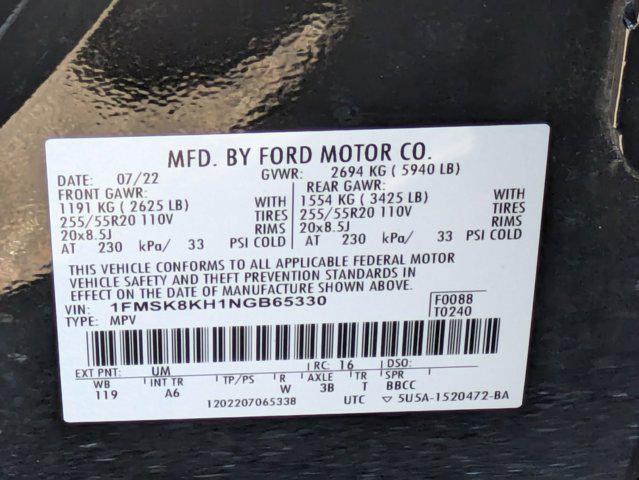 MFD. BY FORD MOTOR CO.
DATE: 07/22 GVWR: 2694 KG ( 5940 LB)
FRONT GAWR: REAR GAWR:
1191 KG ( 2625 LB) WITH 1554 KG ( 3425 LB) WITH
255/55R20 110V TIRES 255/55R20 110V TIRES
20x8.5J RIMS 20x8.5J RIMS
AT 230 kPa/ 33 PSI COLD AT 230 kPa/ 33 PSI COLD
THIS VEHICLE CONFORMS TO ALL APPLICABLE FEDERAL MOTOR
VEHICLE SAFETY AND THEFT PREVENTION STANDARDS IN
EFFECT ON THE DATE OF MANUFACTURE SHOWN ABOVE.
VIN: 1FMSK8KH1NGB65330 F0088
TYPE: MPV T0240
EXT PNT: UM RC: 16 DSO:
WB INT TR TP/PS R AXLE TR SPR
119 A6 W 3B T BBCC
1202207065338 UTC ▽ 5U5A-1520472-BA